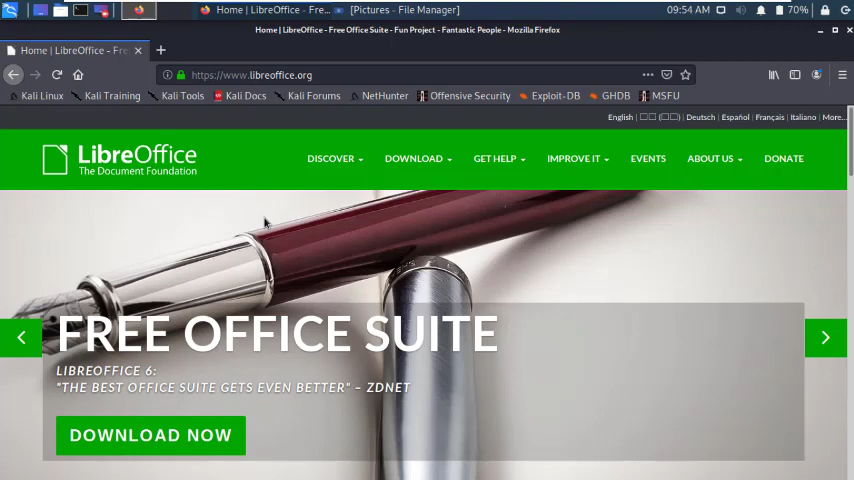 Home | LibreOffice - Fre...
[Pictures - File Manager]
09:54 AM
70%
Home | LibreOffice - Free Office Suite - Fun Project - Fantastic People - Mozilla Firefox
Home | LibreOffice - Fre
https://www.libreoffice.org
Kali Linux
Kali Training
Kali Tools
Kali Docs
Kali Forums
NetHunter
Offensive Security
Exploit-DB
GHDB
MSFU
English | □□ (□□) | Deutsch | Español | Français | Italiano | More...
LibreOffice
The Document Foundation
DISCOVER
DOWNLOAD
GET HELP
IMPROVE IT
EVENTS
ABOUT US
DONATE
FREE OFFICE SUITE
LIBREOFFICE 6:
"THE BEST OFFICE SUITE GETS EVEN BETTER" – ZDNET
DOWNLOAD NOW